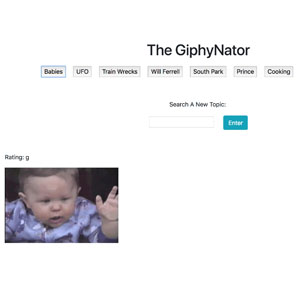 The GiphyNator
Babies UFO Train Wrecks Will Ferrell South Park Prince Cooking
Search A New Topic:
Enter
Rating: g